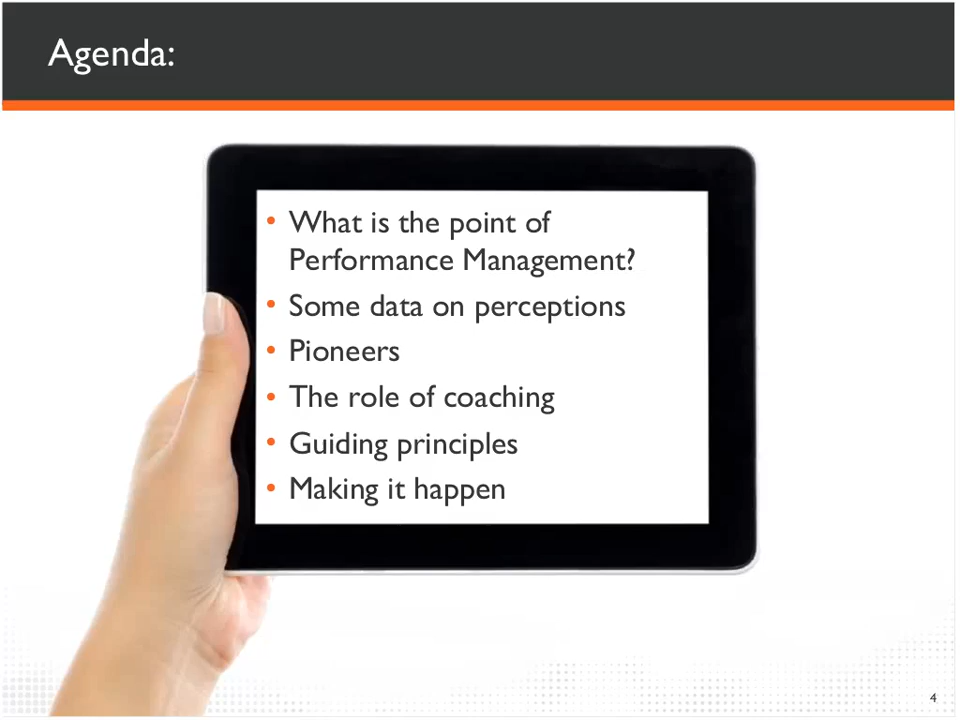 Agenda:
• What is the point of
Performance Management?
• Some data on perceptions
• Pioneers
• The role of coaching
• Guiding principles
• Making it happen
4